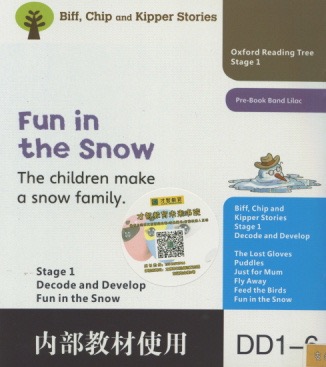 Biff, Chip and Kipper Stories
Oxford Reading Tree
Stage 1
Pre-Book Band Lilac
Fun in
the Snow
The children make
a snow family.
Biff, Chip and
Kipper Stories
Stage 1
Decode and Develop
The Lost Gloves
Puddles
Just for Mum
Fly Away
Feed the Birds
Fun in the Snow
Stage 1
Decode and Develop
Fun in the Snow
内部教材使用
DD1-6